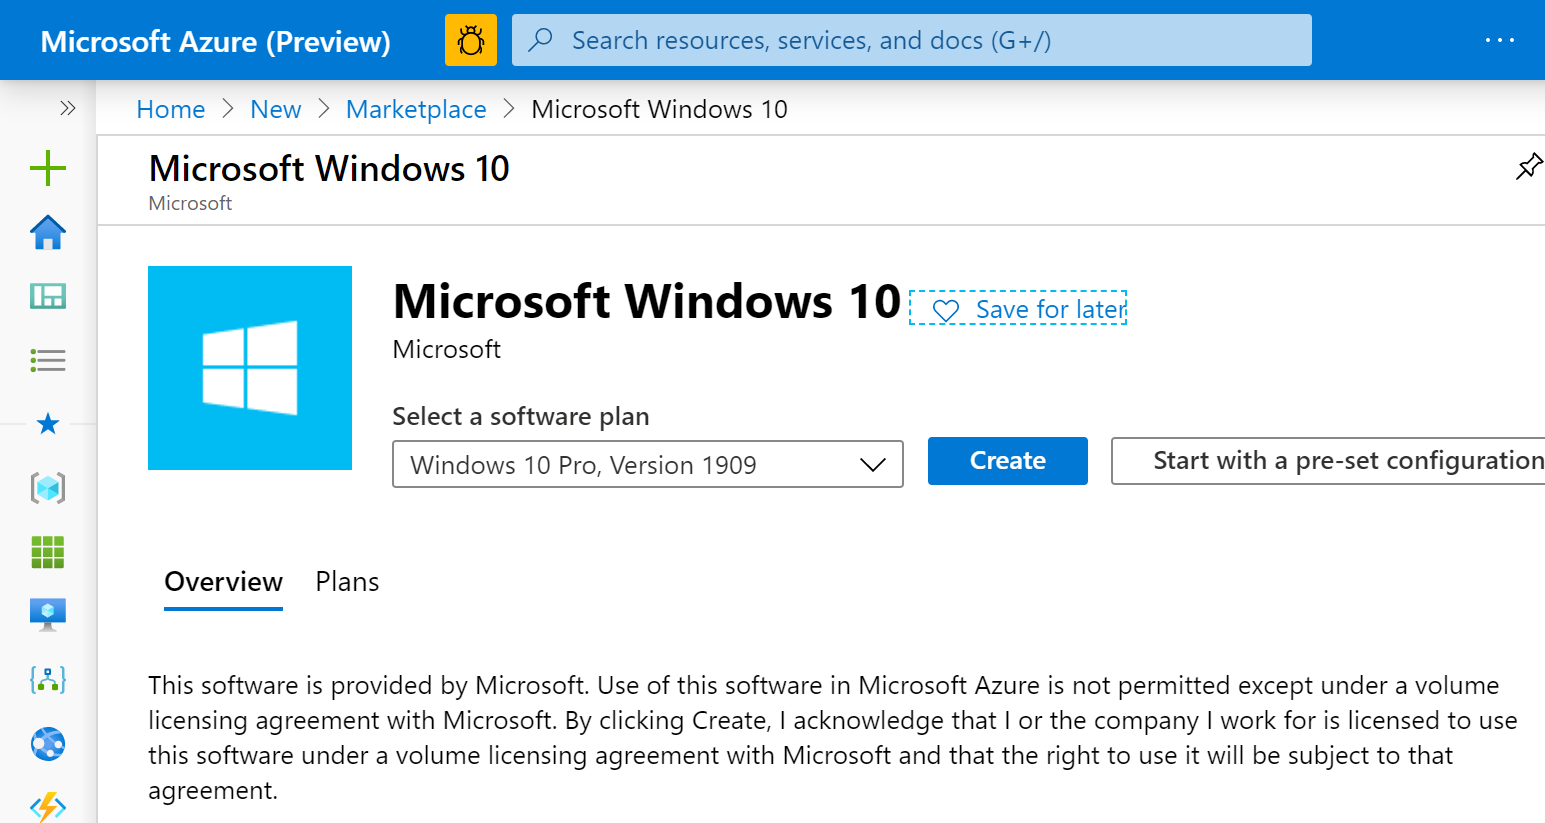 Microsoft Azure (Preview)
Search resources, services, and docs (G+/)
Home > New > Marketplace > Microsoft Windows 10
Microsoft Windows 10
Microsoft
Microsoft Windows 10
Save for later
Microsoft
Select a software plan
Windows 10 Pro, Version 1909
Create
Start with a pre-set configuration
Overview
Plans
This software is provided by Microsoft. Use of this software in Microsoft Azure is not permitted except under a volume
licensing agreement with Microsoft. By clicking Create, I acknowledge that I or the company I work for is licensed to use
this software under a volume licensing agreement with Microsoft and that the right to use it will be subject to that
agreement.